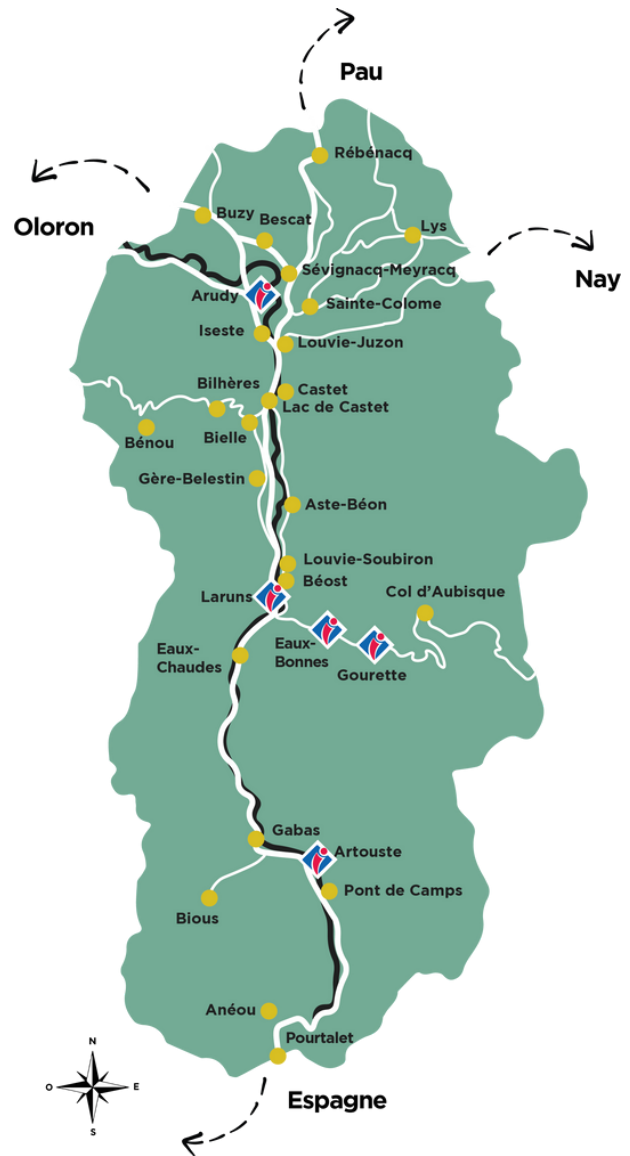 Pau
Rébénacq
Oloron
Buzy
Bescat
Lys
Nay
Sévignacq-Meyracq
Arudy
Sainte-Colome
Iseste
Louvie-Juzon
Bilhères
Castet
Lac de Castet
Bénou
Bielle
Gère-Belestin
Aste-Béon
Louvie-Soubiron
Béost
Laruns
Col d'Aubisque
Eaux-
Chaudes
Eaux-
Bonnes
Gourette
Gabas
Artouste
Pont de Camps
Bious
Anéou
Pourtalet
Espagne
N
O
E
S